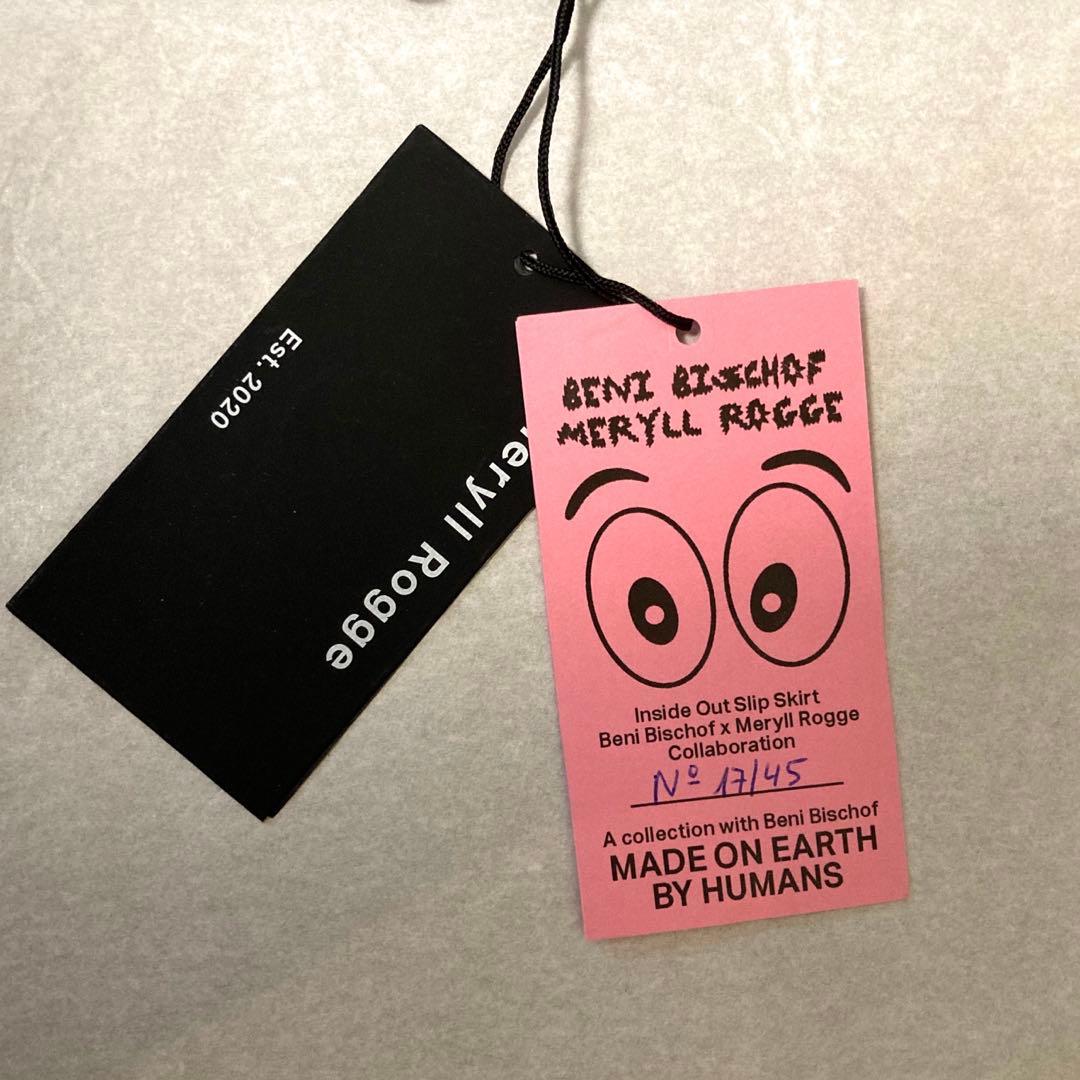 Est. 2020
Meryll Rogge
BENI BISCHOF
MERYLL ROGGE
Inside Out Slip Skirt
Beni Bischof x Meryll Rogge
Collaboration
Nº 17/45
A collection with Beni Bischof
MADE ON EARTH
BY HUMANS